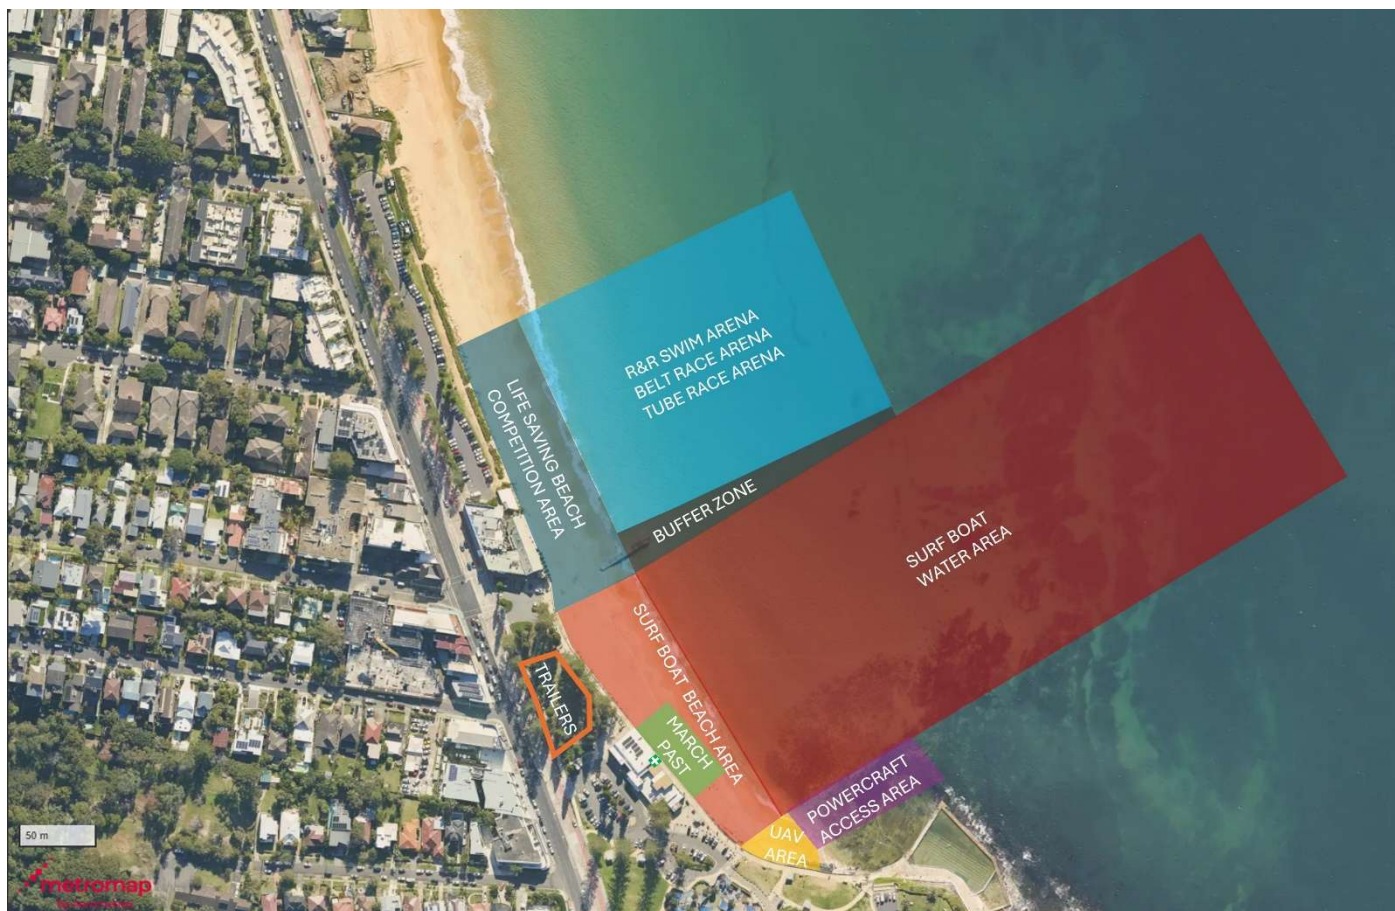 R&R SWIM ARENA
BELT RACE ARENA
TUBE RACE ARENA
LIFE SAVING BEACH
COMPETITION AREA
BUFFER ZONE
SURF BOAT
WATER AREA
SURF BOAT BEACH AREA
TRAILERS
MARCH
PAST
POWERCRAFT
ACCESS AREA
UAV
AREA
50 m
metromap